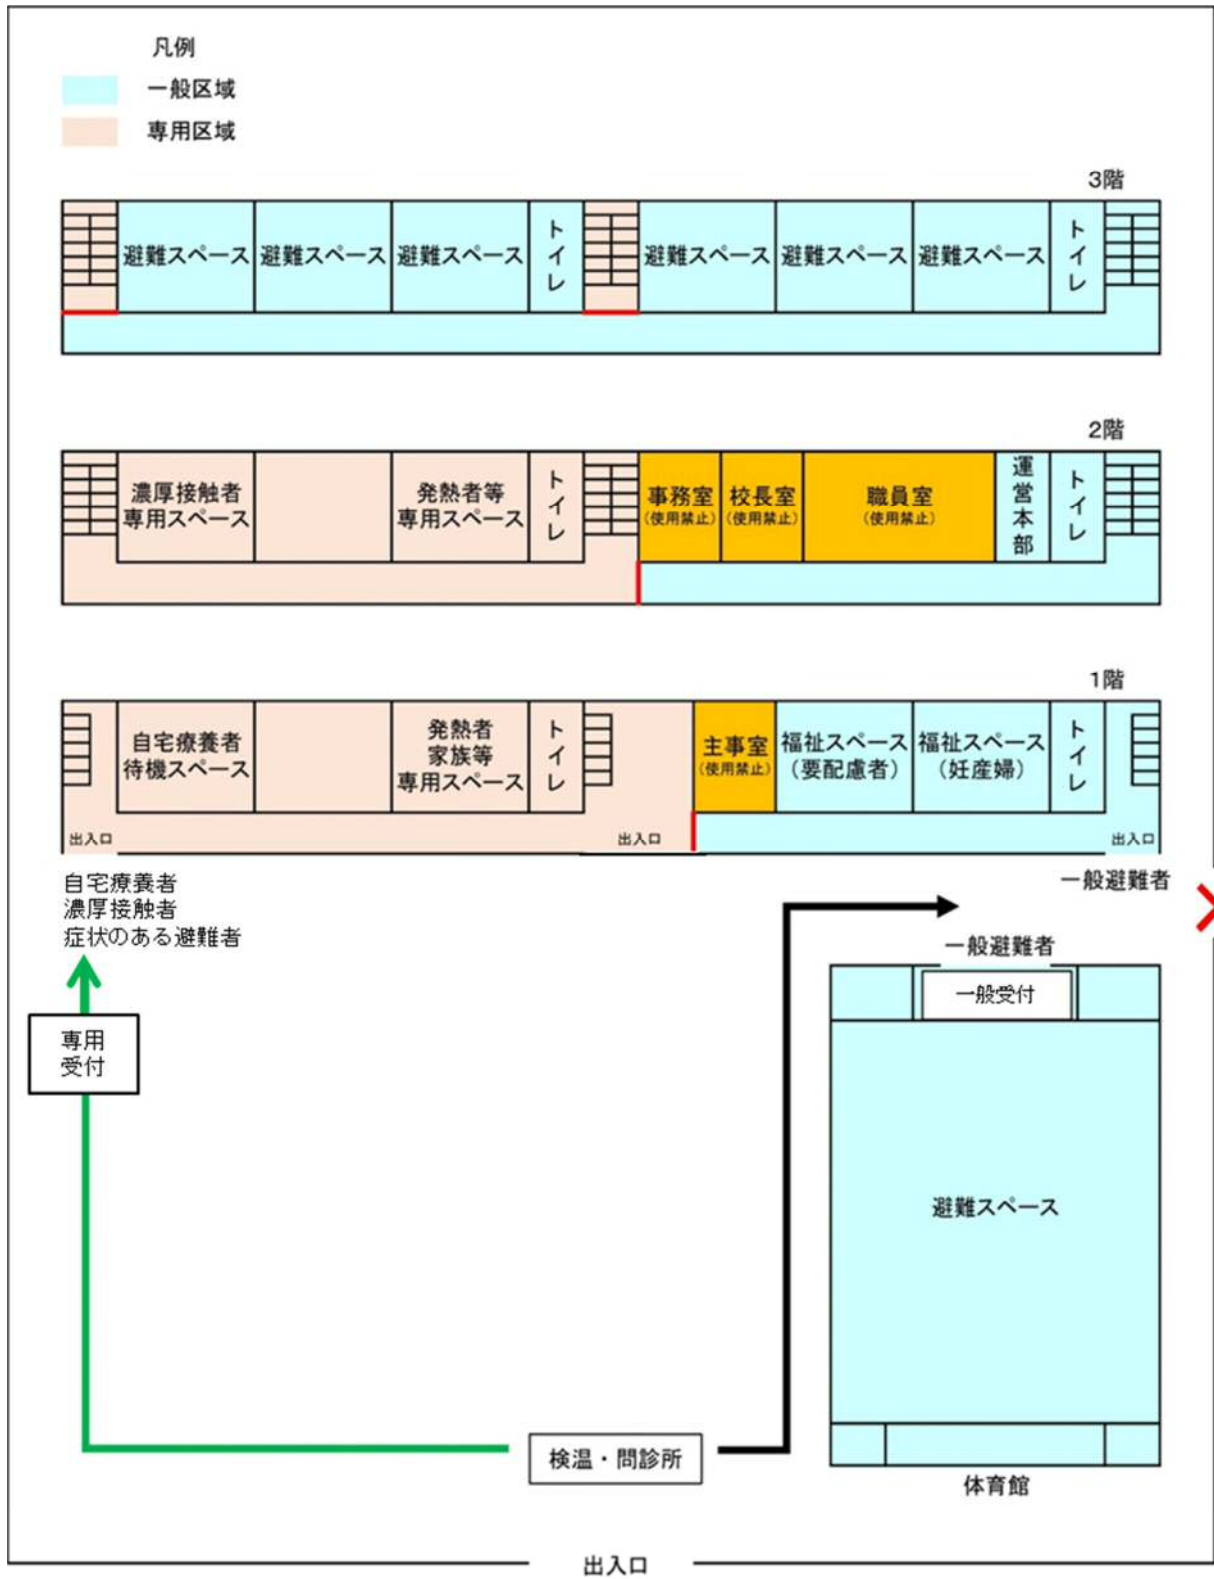 凡例
一般区域
専用区域
3階
避難スペース
避難スペース
避難スペース
トイレ
避難スペース
避難スペース
避難スペース
トイレ
2階
濃厚接触者
専用スペース
発熱者等
専用スペース
トイレ
事務室
(使用禁止)
校長室
(使用禁止)
職員室
(使用禁止)
運営本部
トイレ
1階
自宅療養者
待機スペース
発熱者
家族等
専用スペース
トイレ
主事室
(使用禁止)
福祉スペース
(要配慮者)
福祉スペース
(妊産婦)
トイレ
出入口
出入口
出入口
自宅療養者
濃厚接触者
症状のある避難者
一般避難者
一般避難者
一般受付
専用
受付
避難スペース
検温・問診所
体育館
出入口